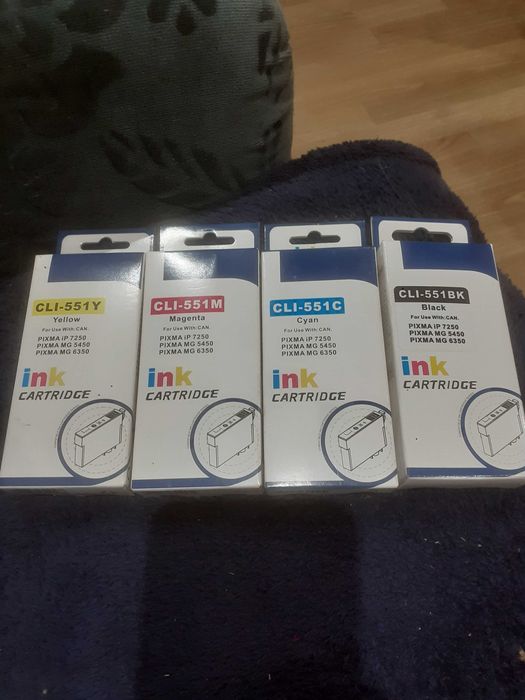 CLI-551Y
Yellow
For Use With: CAN.
PIXMA iP 7250
PIXMA MG 5450
PIXMA MG 6350
ink
CARTRIDGE
CLI-551M
Magenta
For Use With: CAN.
PIXMA iP 7250
PIXMA MG 5450
PIXMA MG 6350
ink
CARTRIDGE
CLI-551C
Cyan
For Use With: CAN.
PIXMA iP 7250
PIXMA MG 5450
PIXMA MG 6350
ink
CARTRIDGE
CLI-551BK
Black
For Use With: CAN.
PIXMA iP 7250
PIXMA MG 5450
PIXMA MG 6350
ink
CARTRIDGE